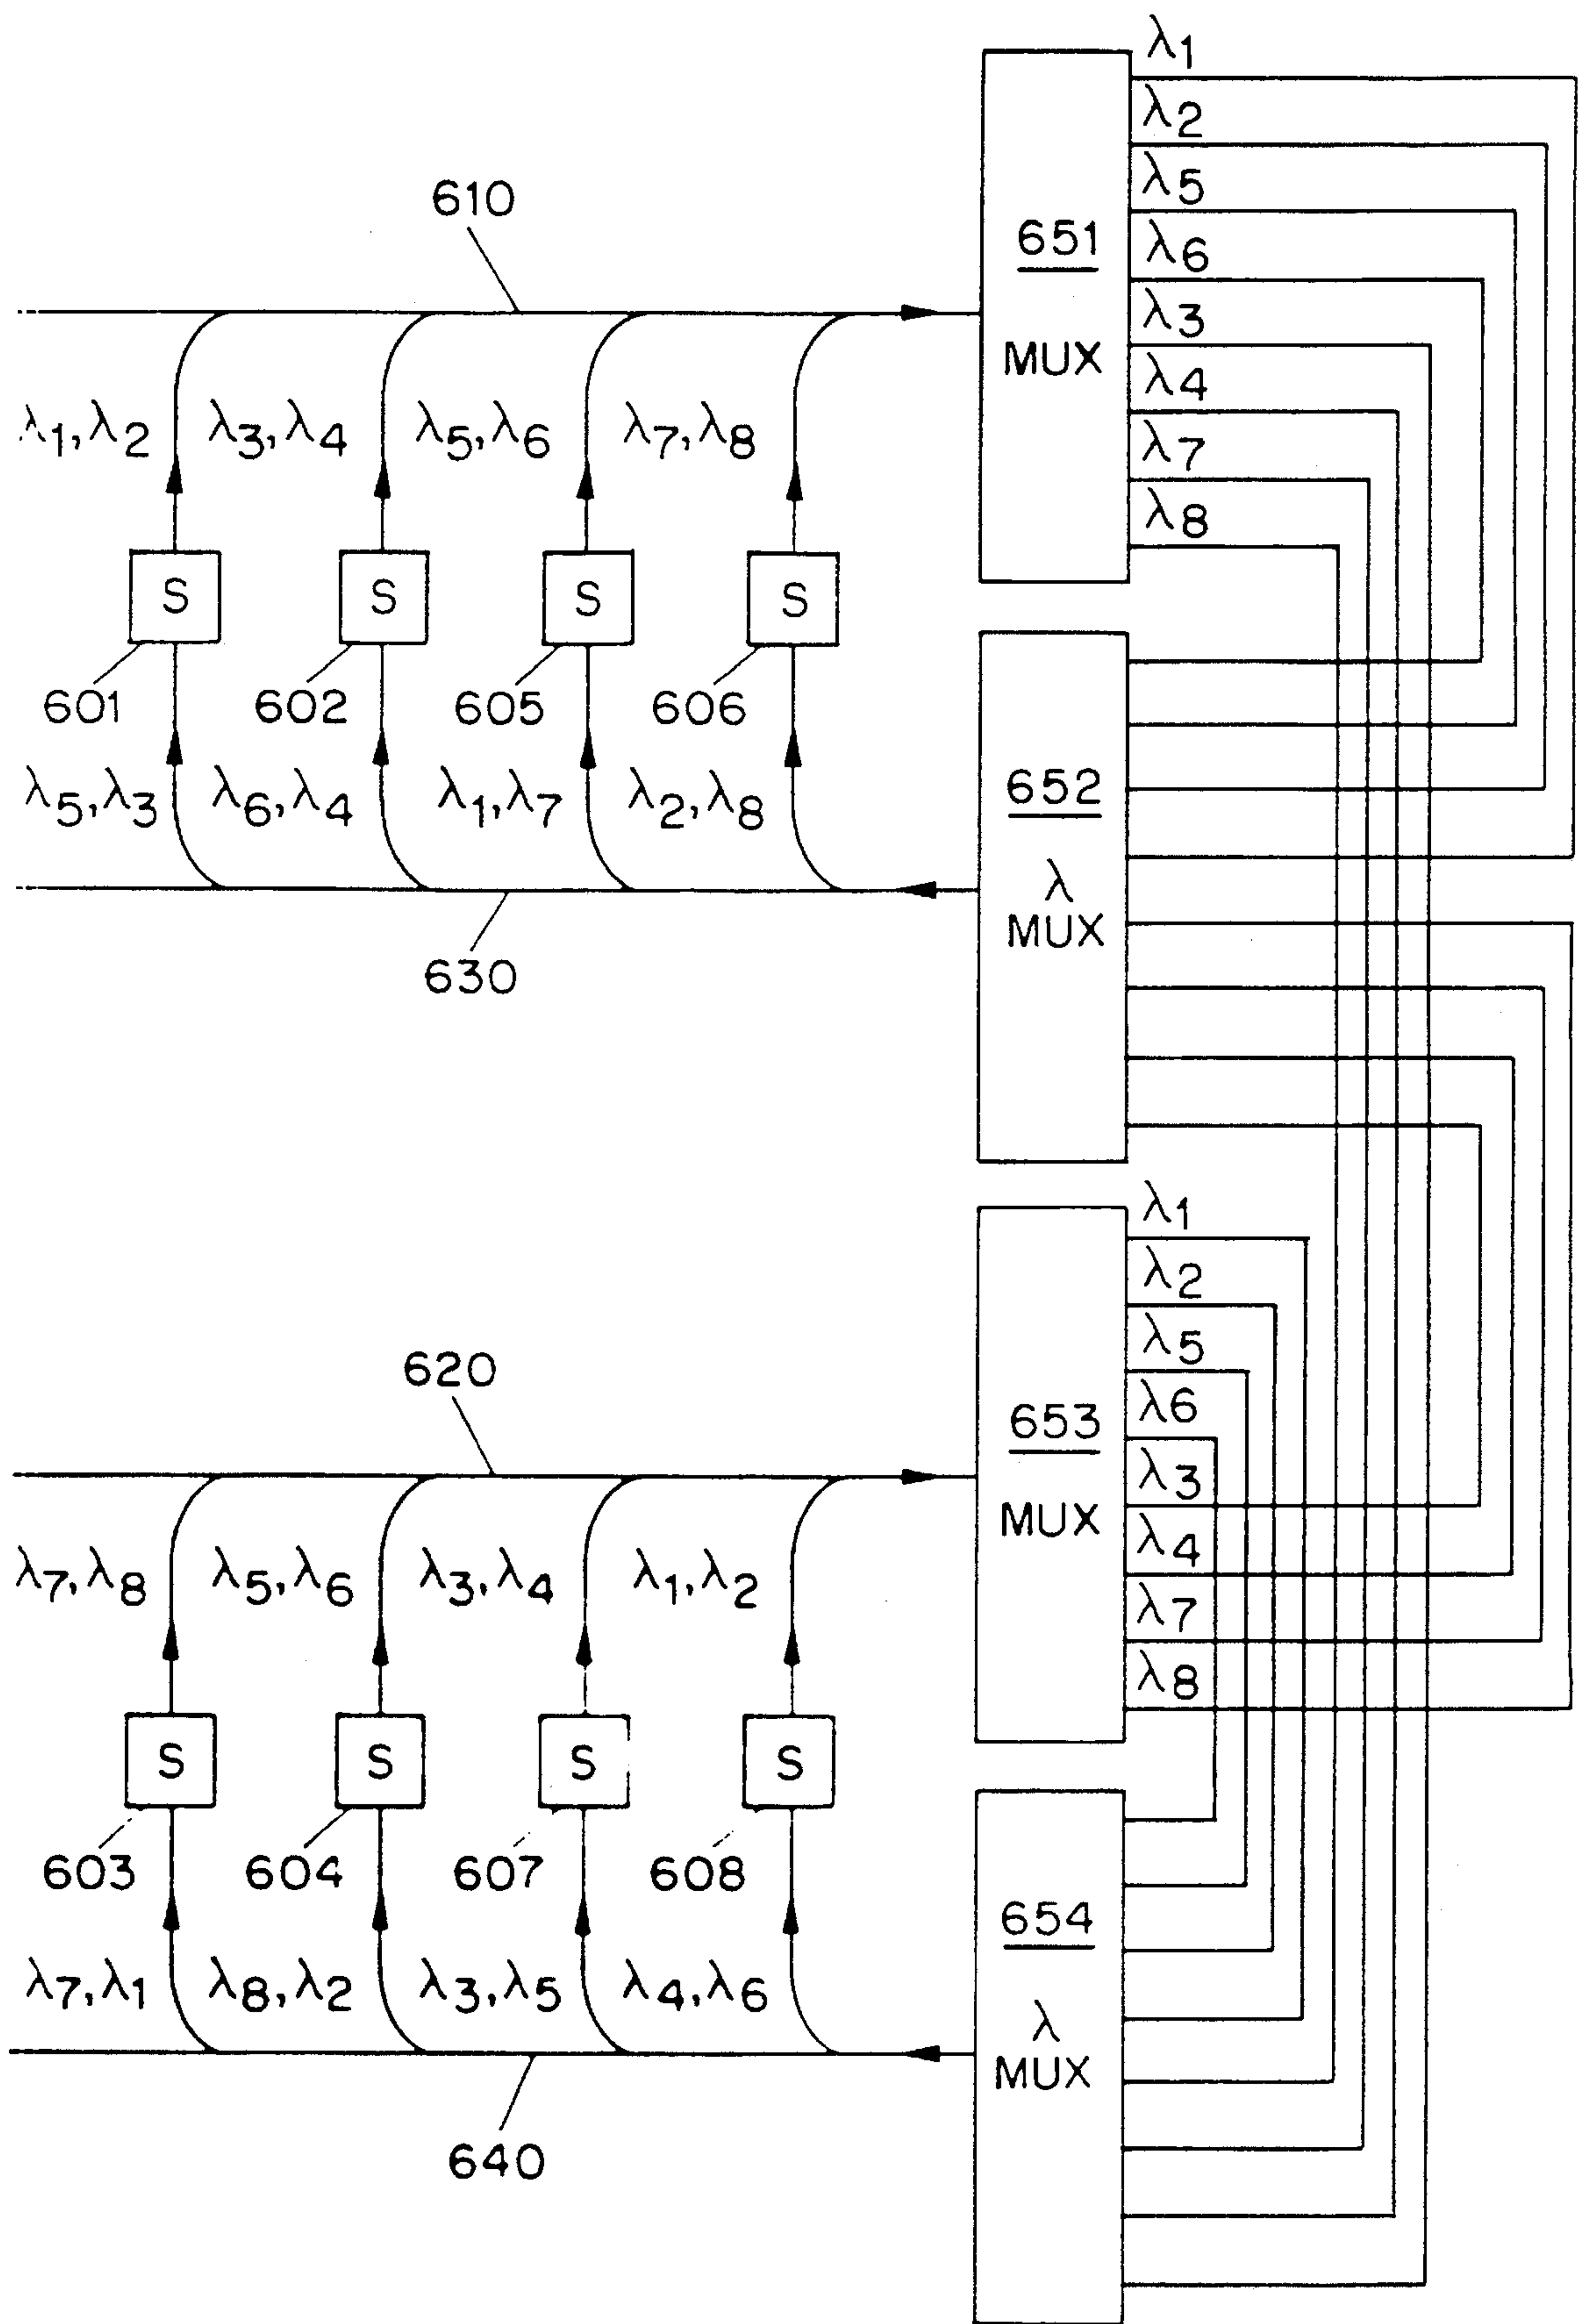 λ1
λ2
λ5
λ6
λ3
λ4
λ7
λ8
610
651
MUX
λ1, λ2
λ3, λ4
λ5, λ6
λ7, λ8
S
S
S
S
601
602
605
606
λ5, λ3
λ6, λ4
λ1, λ7
λ2, λ8
652
λ
MUX
630
λ1
λ2
λ5
λ6
λ3
λ4
λ7
λ8
620
653
MUX
λ7, λ8
λ5, λ6
λ3, λ4
λ1, λ2
S
S
S
S
603
604
607
608
λ7, λ1
λ8, λ2
λ3, λ5
λ4, λ6
654
λ
MUX
640